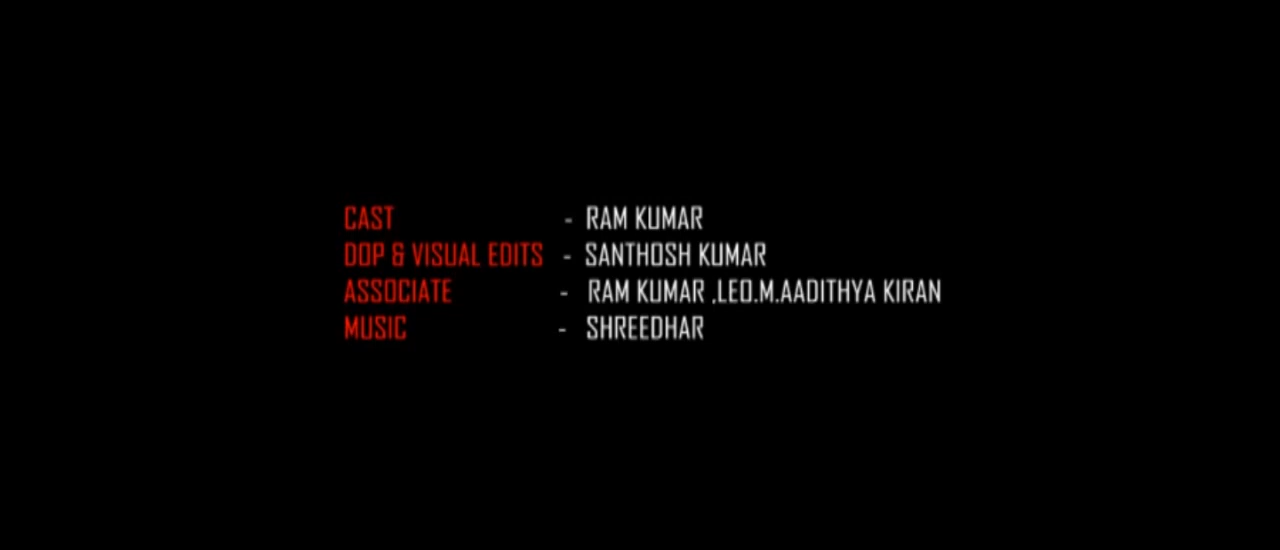 CAST - RAM KUMAR
DOP & VISUAL EDITS - SANTHOSH KUMAR
ASSOCIATE - RAM KUMAR ,LEO.M.AADITHYA KIRAN
MUSIC - SHREEDHAR